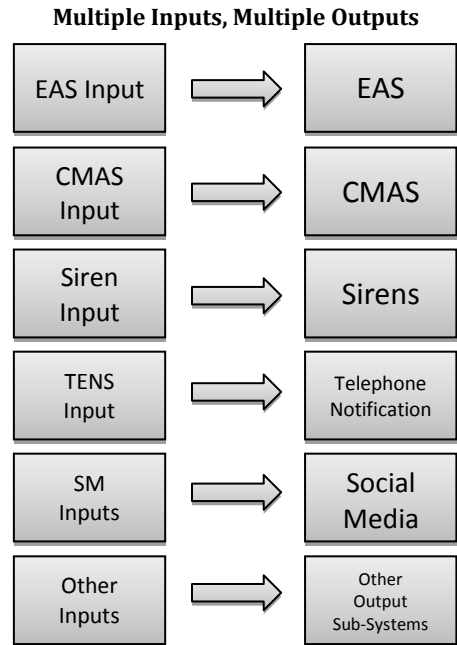 Multiple Inputs, Multiple Outputs
EAS Input
EAS
CMAS
Input
CMAS
Siren
Input
Sirens
TENS
Input
Telephone
Notification
SM
Inputs
Social
Media
Other
Inputs
Other
Output
Sub-Systems